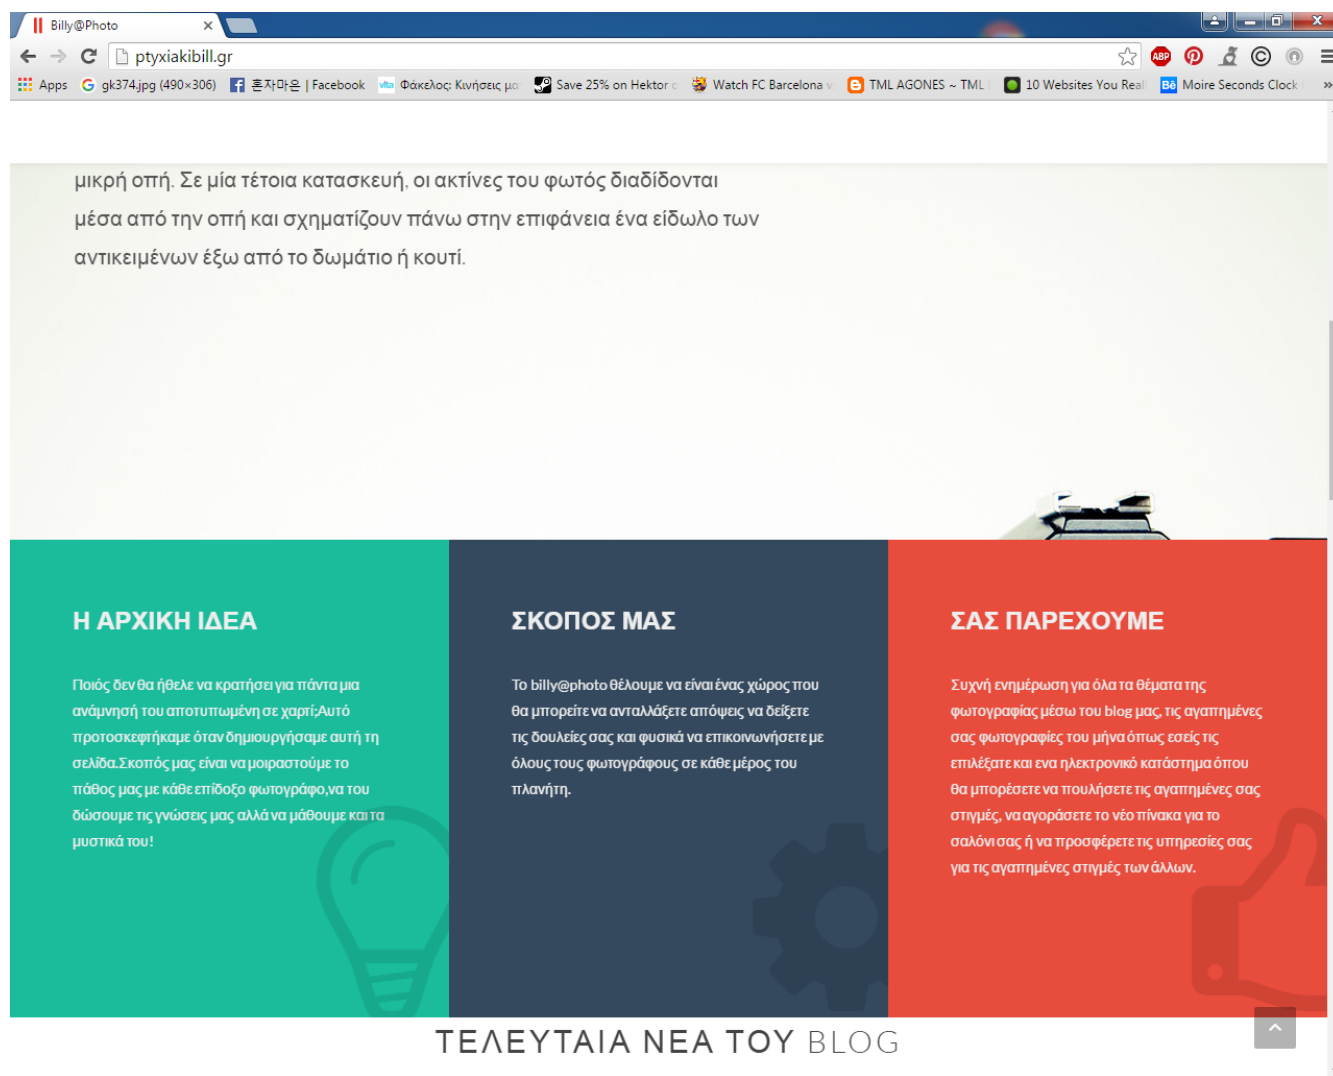 Billy@Photo
ptyxiakibill.gr
ABP
Apps
gk374.jpg (490×306)
혼자마은 | Facebook
vita Φάκελος: Κινήσεις μα
Save 25% on Hektor
Watch FC Barcelona v
TML AGONES ~ TML
10 Websites You Real
Bē Moire Seconds Clock
μικρή οπή. Σε μία τέτοια κατασκευή, οι ακτίνες του φωτός διαδίδονται
μέσα από την οπή και σχηματίζουν πάνω στην επιφάνεια ένα είδωλο των
αντικειμένων έξω από το δωμάτιο ή κουτί.
Η ΑΡΧΙΚΗ ΙΔΕΑ
Ποιός δεν θα ήθελε να κρατήσει για πάντα μια
ανάμνησή του αποτυπωμένη σε χαρτί;Αυτό
προτοσκεφτήκαμε όταν δημιουργήσαμε αυτή τη
σελίδα.Σκοπός μας είναι να μοιραστούμε το
πάθος μας με κάθε επίδοξο φωτογράφο,να του
δώσουμε τις γνώσεις μας αλλά να μάθουμε και τα
μυστικά του!
ΣΚΟΠΟΣ ΜΑΣ
Το billy@photo θέλουμε να είναι ένας χώρος που
θα μπορείτε να ανταλλάξετε απόψεις να δείξετε
τις δουλείες σας και φυσικά να επικοινωνήσετε με
όλους τους φωτογράφους σε κάθε μέρος του
πλανήτη.
ΣΑΣ ΠΑΡΕΧΟΥΜΕ
Συχνή ενημέρωση για όλα τα θέματα της
φωτογραφίας μέσω του blog μας, τις αγαπημένες
σας φωτογραφίες του μήνα όπως εσείς τις
επιλέξατε και ενα ηλεκτρονικό κατάστημα όπου
θα μπορέσετε να πουλήσετε τις αγαπημένες σας
στιγμές, να αγοράσετε το νέο πίνακα για το
σαλόνι σας ή να προσφέρετε τις υπηρεσίες σας
για τις αγαπημένες στιγμές των άλλων.
ΤΕΛΕΥΤΑΙΑ ΝΕΑ ΤΟΥ BLOG